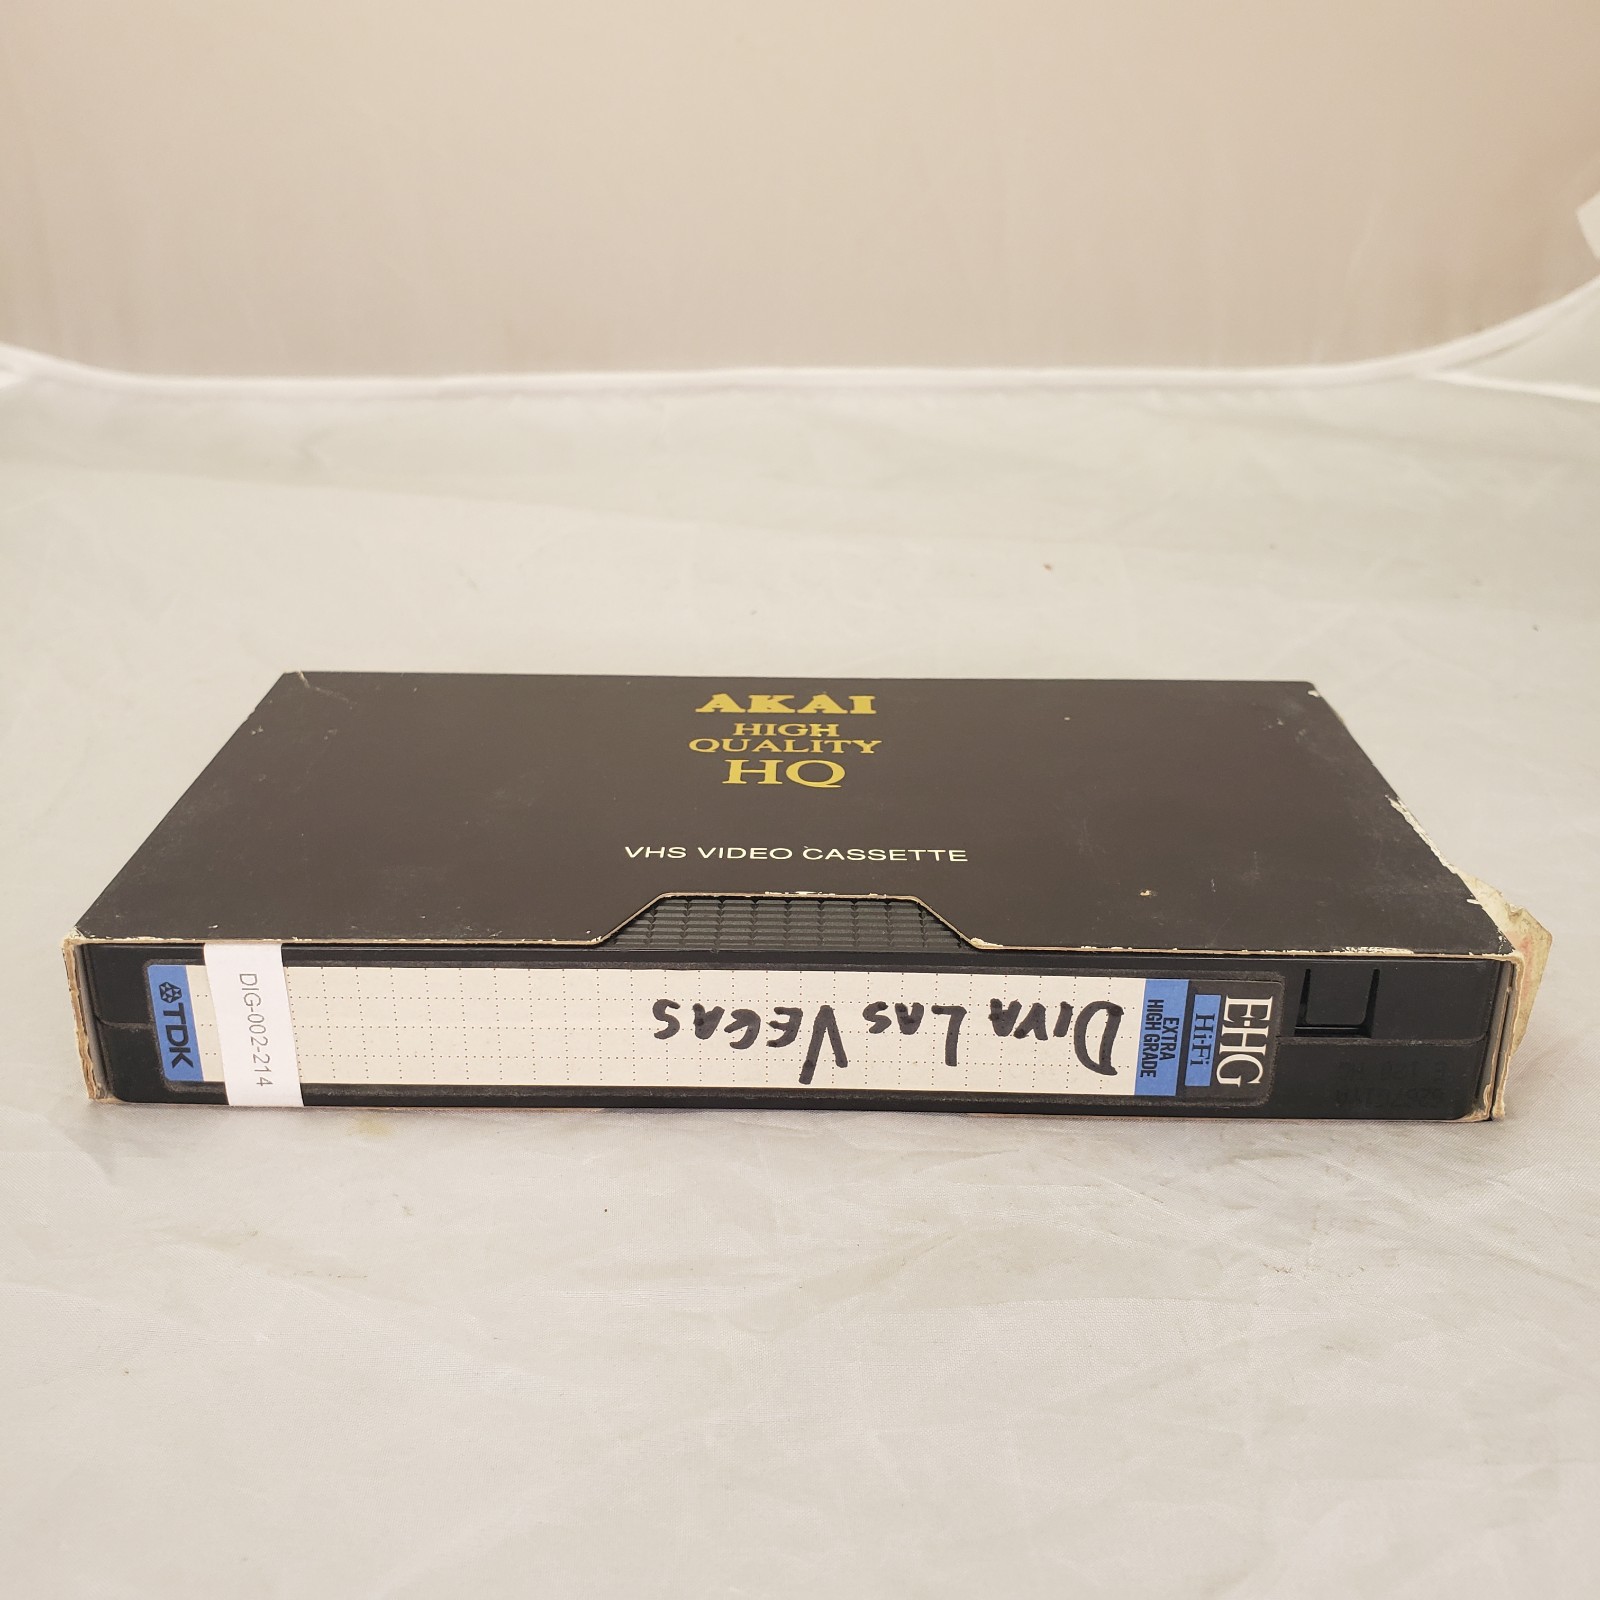 AKAI
HIGH
QUALITY
HQ
VHS VIDEO CASSETTE
TDK
DIG-002-214
DIVA LAS VEGAS
EXTRA
HIGH GRADE
Hi-Fi
EHG